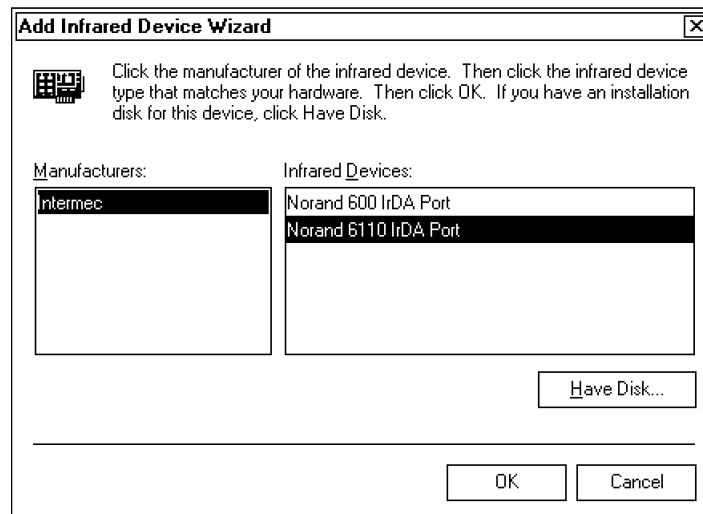 Add Infrared Device Wizard
Click the manufacturer of the infrared device. Then click the infrared device
type that matches your hardware. Then click OK. If you have an installation
disk for this device, click Have Disk.
Manufacturers:
Infrared Devices:
Intermec
Norand 600 IrDA Port
Norand 6110 IrDA Port
Have Disk...
OK
Cancel